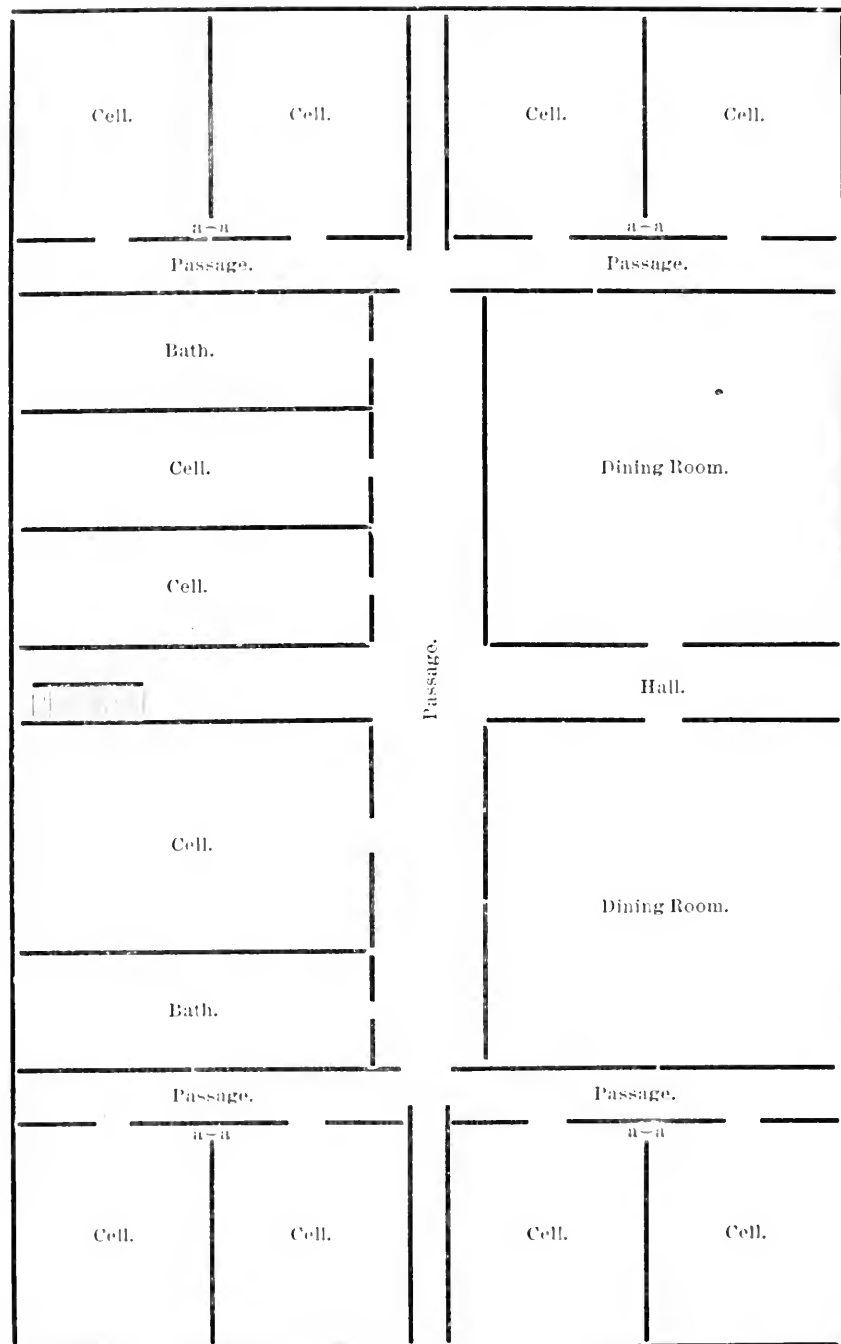 Cell. Cell. Cell. Cell.
a–a a–a
Passage. Passage.
Bath.
Cell. Dining Room.
Cell.
Passage.
Hall.
Cell.
Dining Room.
Bath.
Passage. Passage.
a–a a–a
Cell. Cell. Cell. Cell.